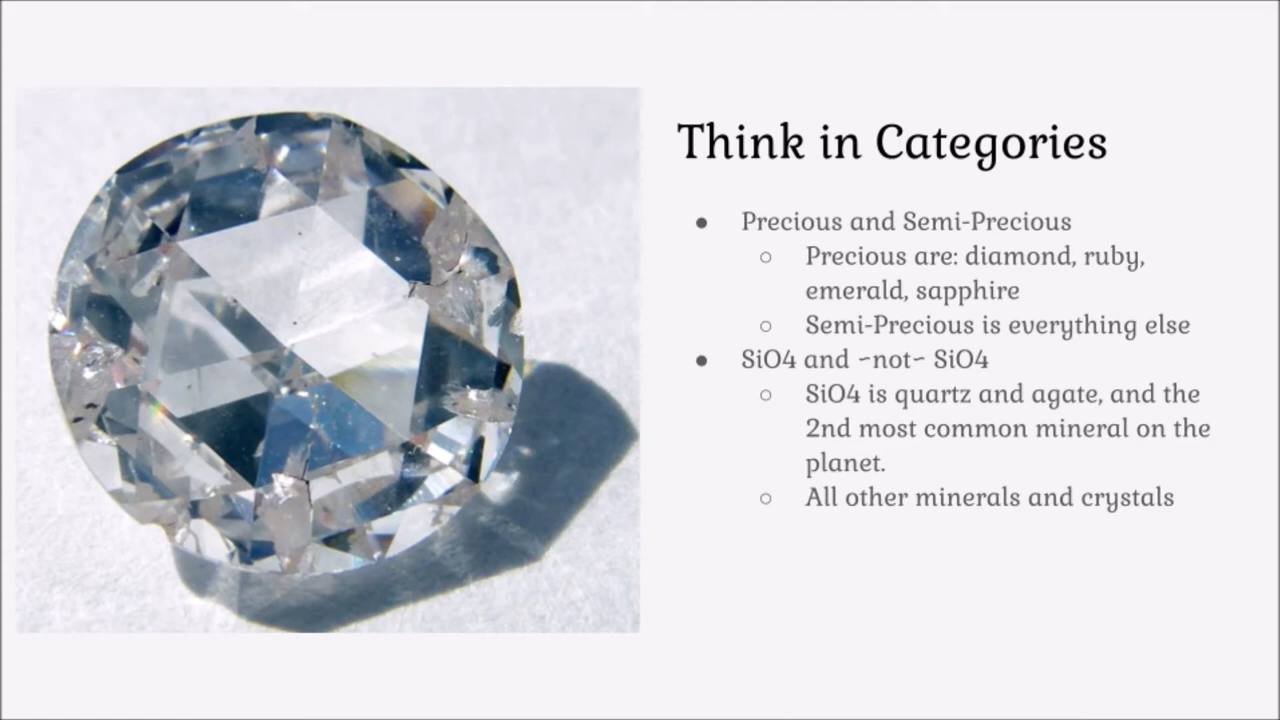 Think in Categories
● Precious and Semi-Precious
○ Precious are: diamond, ruby,
emerald, sapphire
○ Semi-Precious is everything else
● SiO4 and ~not~ SiO4
○ SiO4 is quartz and agate, and the
2nd most common mineral on the
planet.
○ All other minerals and crystals